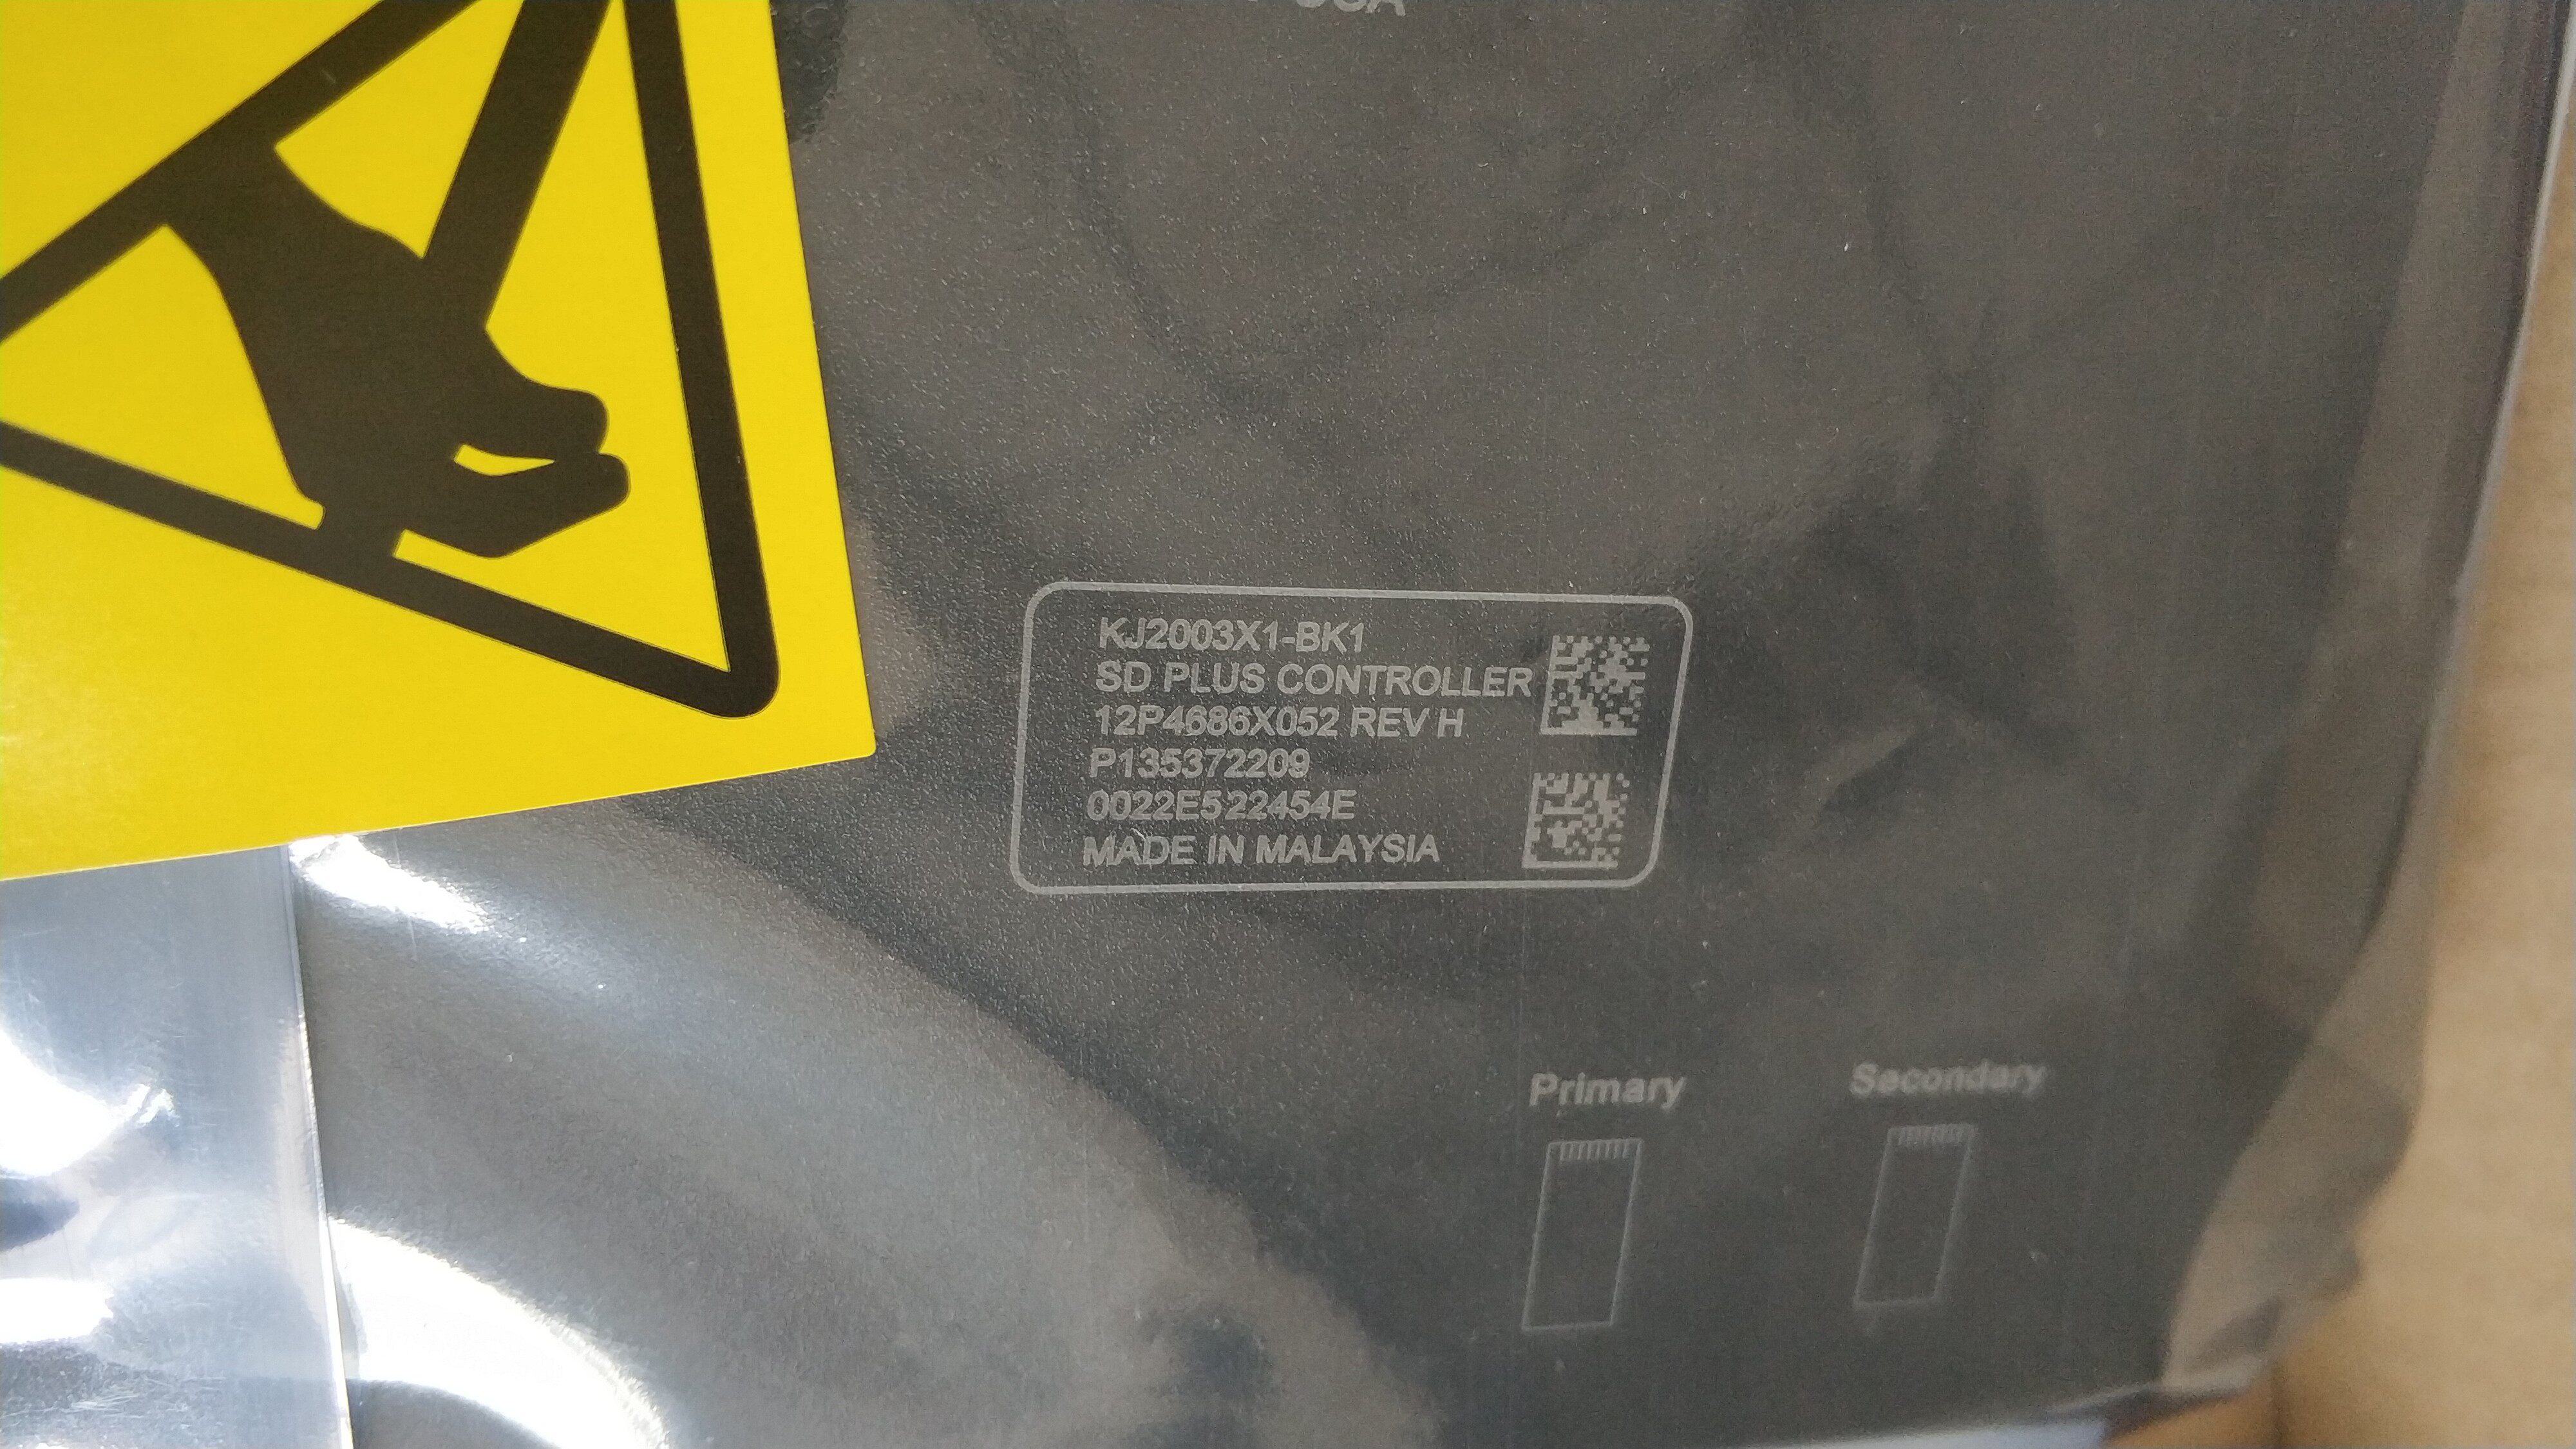 KJ2003X1-BK1
SD PLUS CONTROLLER
12P4686X052 REV H
P135372209
0022E522454E
MADE IN MALAYSIA
Primary
Secondary